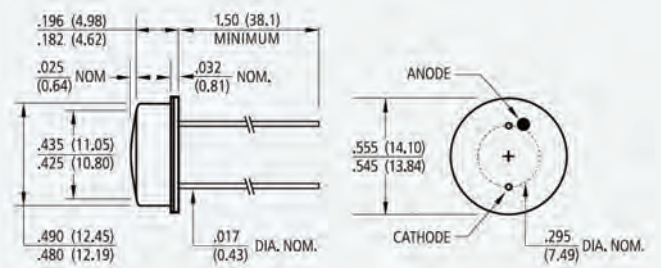 .196 (4.98)
.182 (4.62)
1.50 (38.1)
MINIMUM
.025
(0.64) NOM
.032
(0.81) NOM.
.435 (11.05)
.425 (10.80)
.490 (12.45)
.480 (12.19)
.017
(0.43) DIA. NOM.
ANODE
.555 (14.10)
.545 (13.84)
CATHODE
.295
(7.49) DIA. NOM.